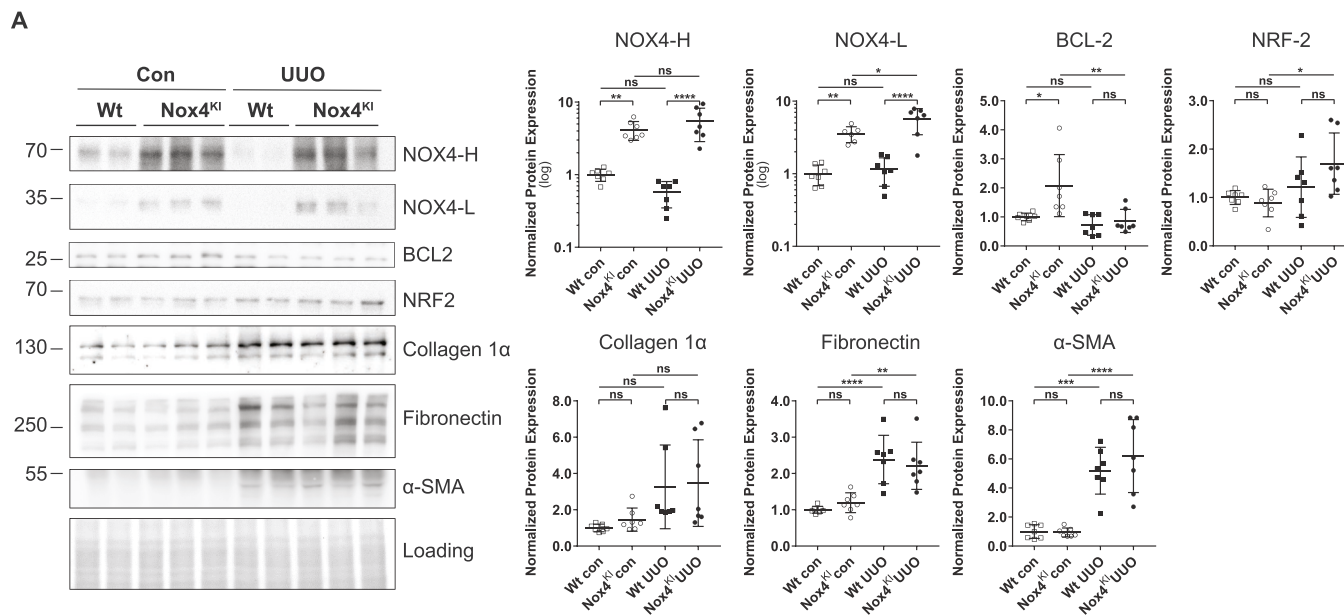 A
Con UUO
Wt Nox4KI Wt Nox4KI
70 NOX4-H
35 NOX4-L
25 BCL2
70 NRF2
130 Collagen 1α
250 Fibronectin
55 α-SMA
Loading
NOX4-H
ns
ns
** ****
Normalized Protein Expression
(log)
10
1
0.1
Wt con
Nox4KI con
Wt UUO
Nox4KI UUO
NOX4-L
*
ns
** ****
Normalized Protein Expression
(log)
10
1
0.1
Wt con
Nox4KI con
Wt UUO
Nox4KI UUO
BCL-2
**
ns
* ns
Normalized Protein Expression
5.0
4.0
3.0
2.0
1.0
0.0
Wt con
Nox4KI con
Wt UUO
Nox4KI UUO
NRF-2
*
ns
ns ns
Normalized Protein Expression
3.0
2.0
1.0
0.0
Wt con
Nox4KI con
Wt UUO
Nox4KI UUO
Collagen 1α
ns
ns
ns ns
Normalized Protein Expression
8.0
6.0
4.0
2.0
0.0
Wt con
Nox4KI con
Wt UUO
Nox4KI UUO
Fibronectin
**
****
ns ns
Normalized Protein Expression
4.0
3.0
2.0
1.0
0.0
Wt con
Nox4KI con
Wt UUO
Nox4KI UUO
α-SMA
****
***
ns ns
Normalized Protein Expression
10.0
8.0
6.0
4.0
2.0
0.0
Wt con
Nox4KI con
Wt UUO
Nox4KI UUO